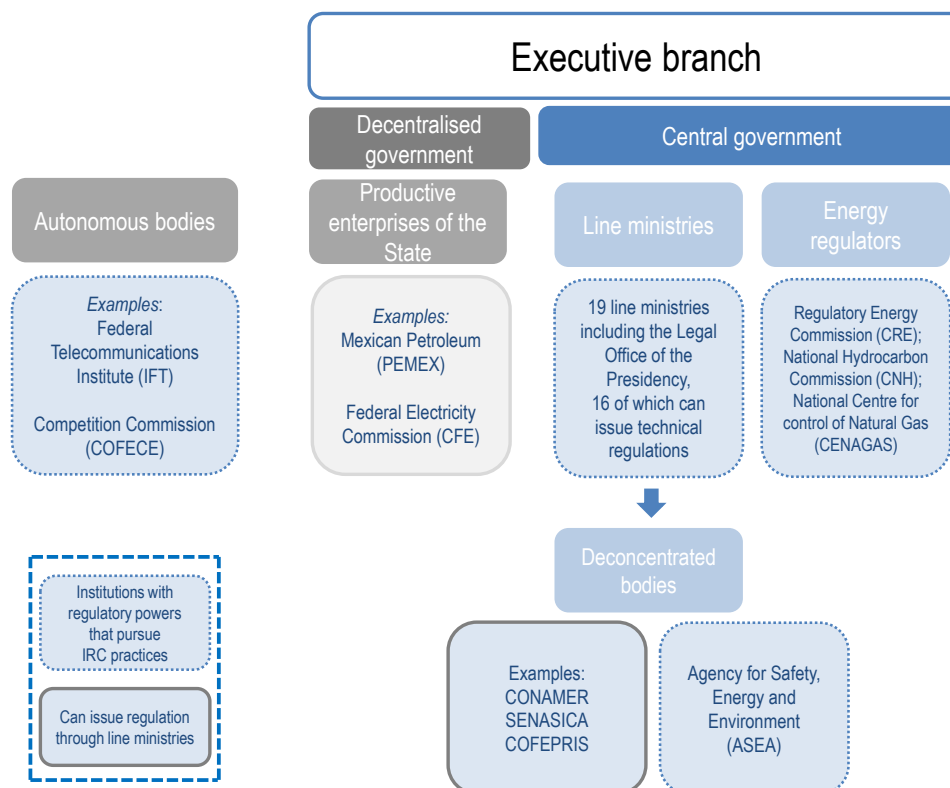 Executive branch
Decentralised
government
Central government
Autonomous bodies
Productive
enterprises of the
State
Line ministries
Energy
regulators
Examples:
Federal
Telecommunications
Institute (IFT)
Competition Commission
(COFECE)
Examples:
Mexican Petroleum
(PEMEX)
Federal Electricity
Commission (CFE)
19 line ministries
including the Legal
Office of the
Presidency,
16 of which can
issue technical
regulations
Regulatory Energy
Commission (CRE);
National Hydrocarbon
Commission (CNH);
National Centre for
control of Natural Gas
(CENAGAS)
Deconcentrated
bodies
Institutions with
regulatory powers
that pursue
IRC practices
Can issue regulation
through line ministries
Examples:
CONAMER
SENASICA
COFEPRIS
Agency for Safety,
Energy and
Environment
(ASEA)